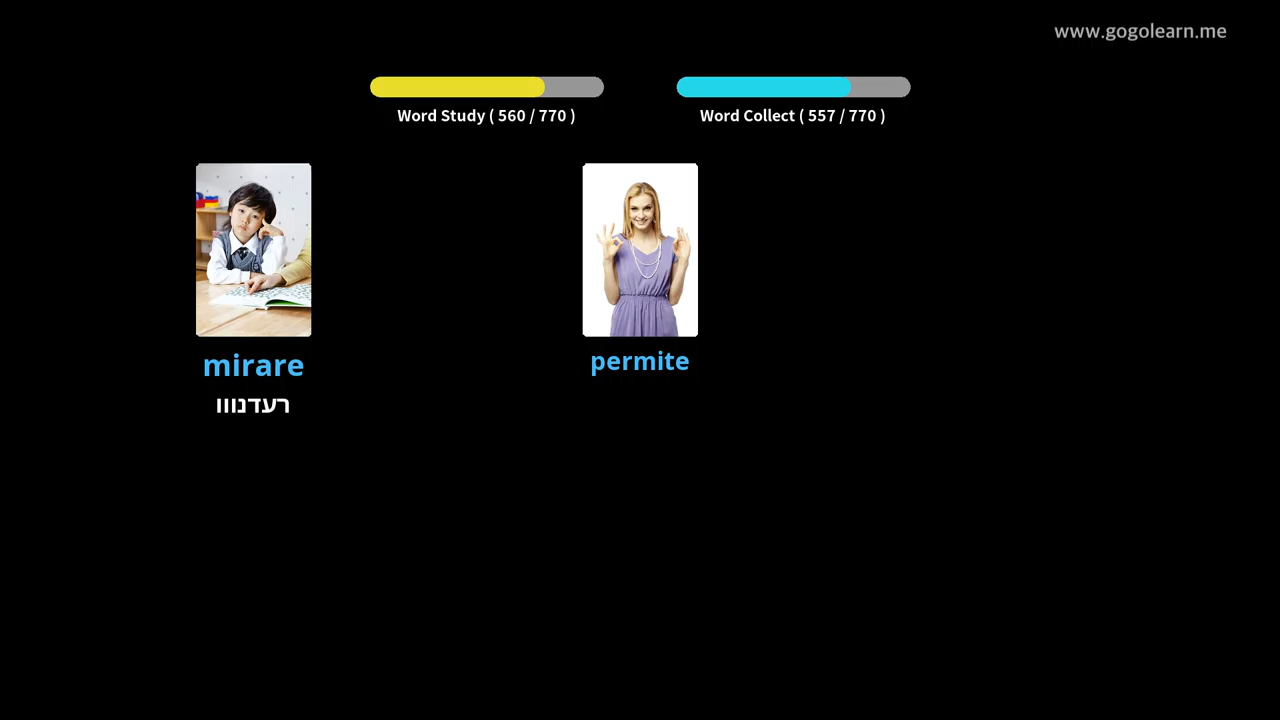 www.gogolearn.me
Word Study ( 560 / 770 )
Word Collect ( 557 / 770 )
mirare
רעדנווו
permite